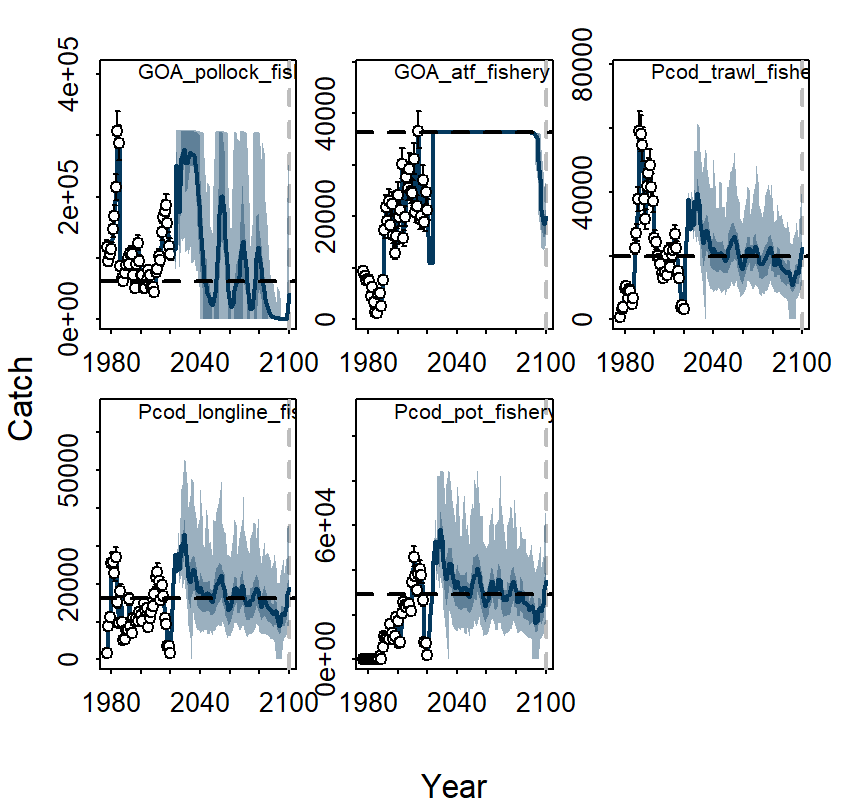 GOA_pollock_fis
GOA_atf_fishery
Pcod_trawl_fishe
0e+00 2e+05 4e+05
0 20000 40000
0 40000 80000
1980 2040 2100
1980 2040 2100
1980 2040 2100
Catch
Pcod_longline_fis
Pcod_pot_fishery
0 20000 50000
0e+00 6e+04
1980 2040 2100
1980 2040 2100
Year